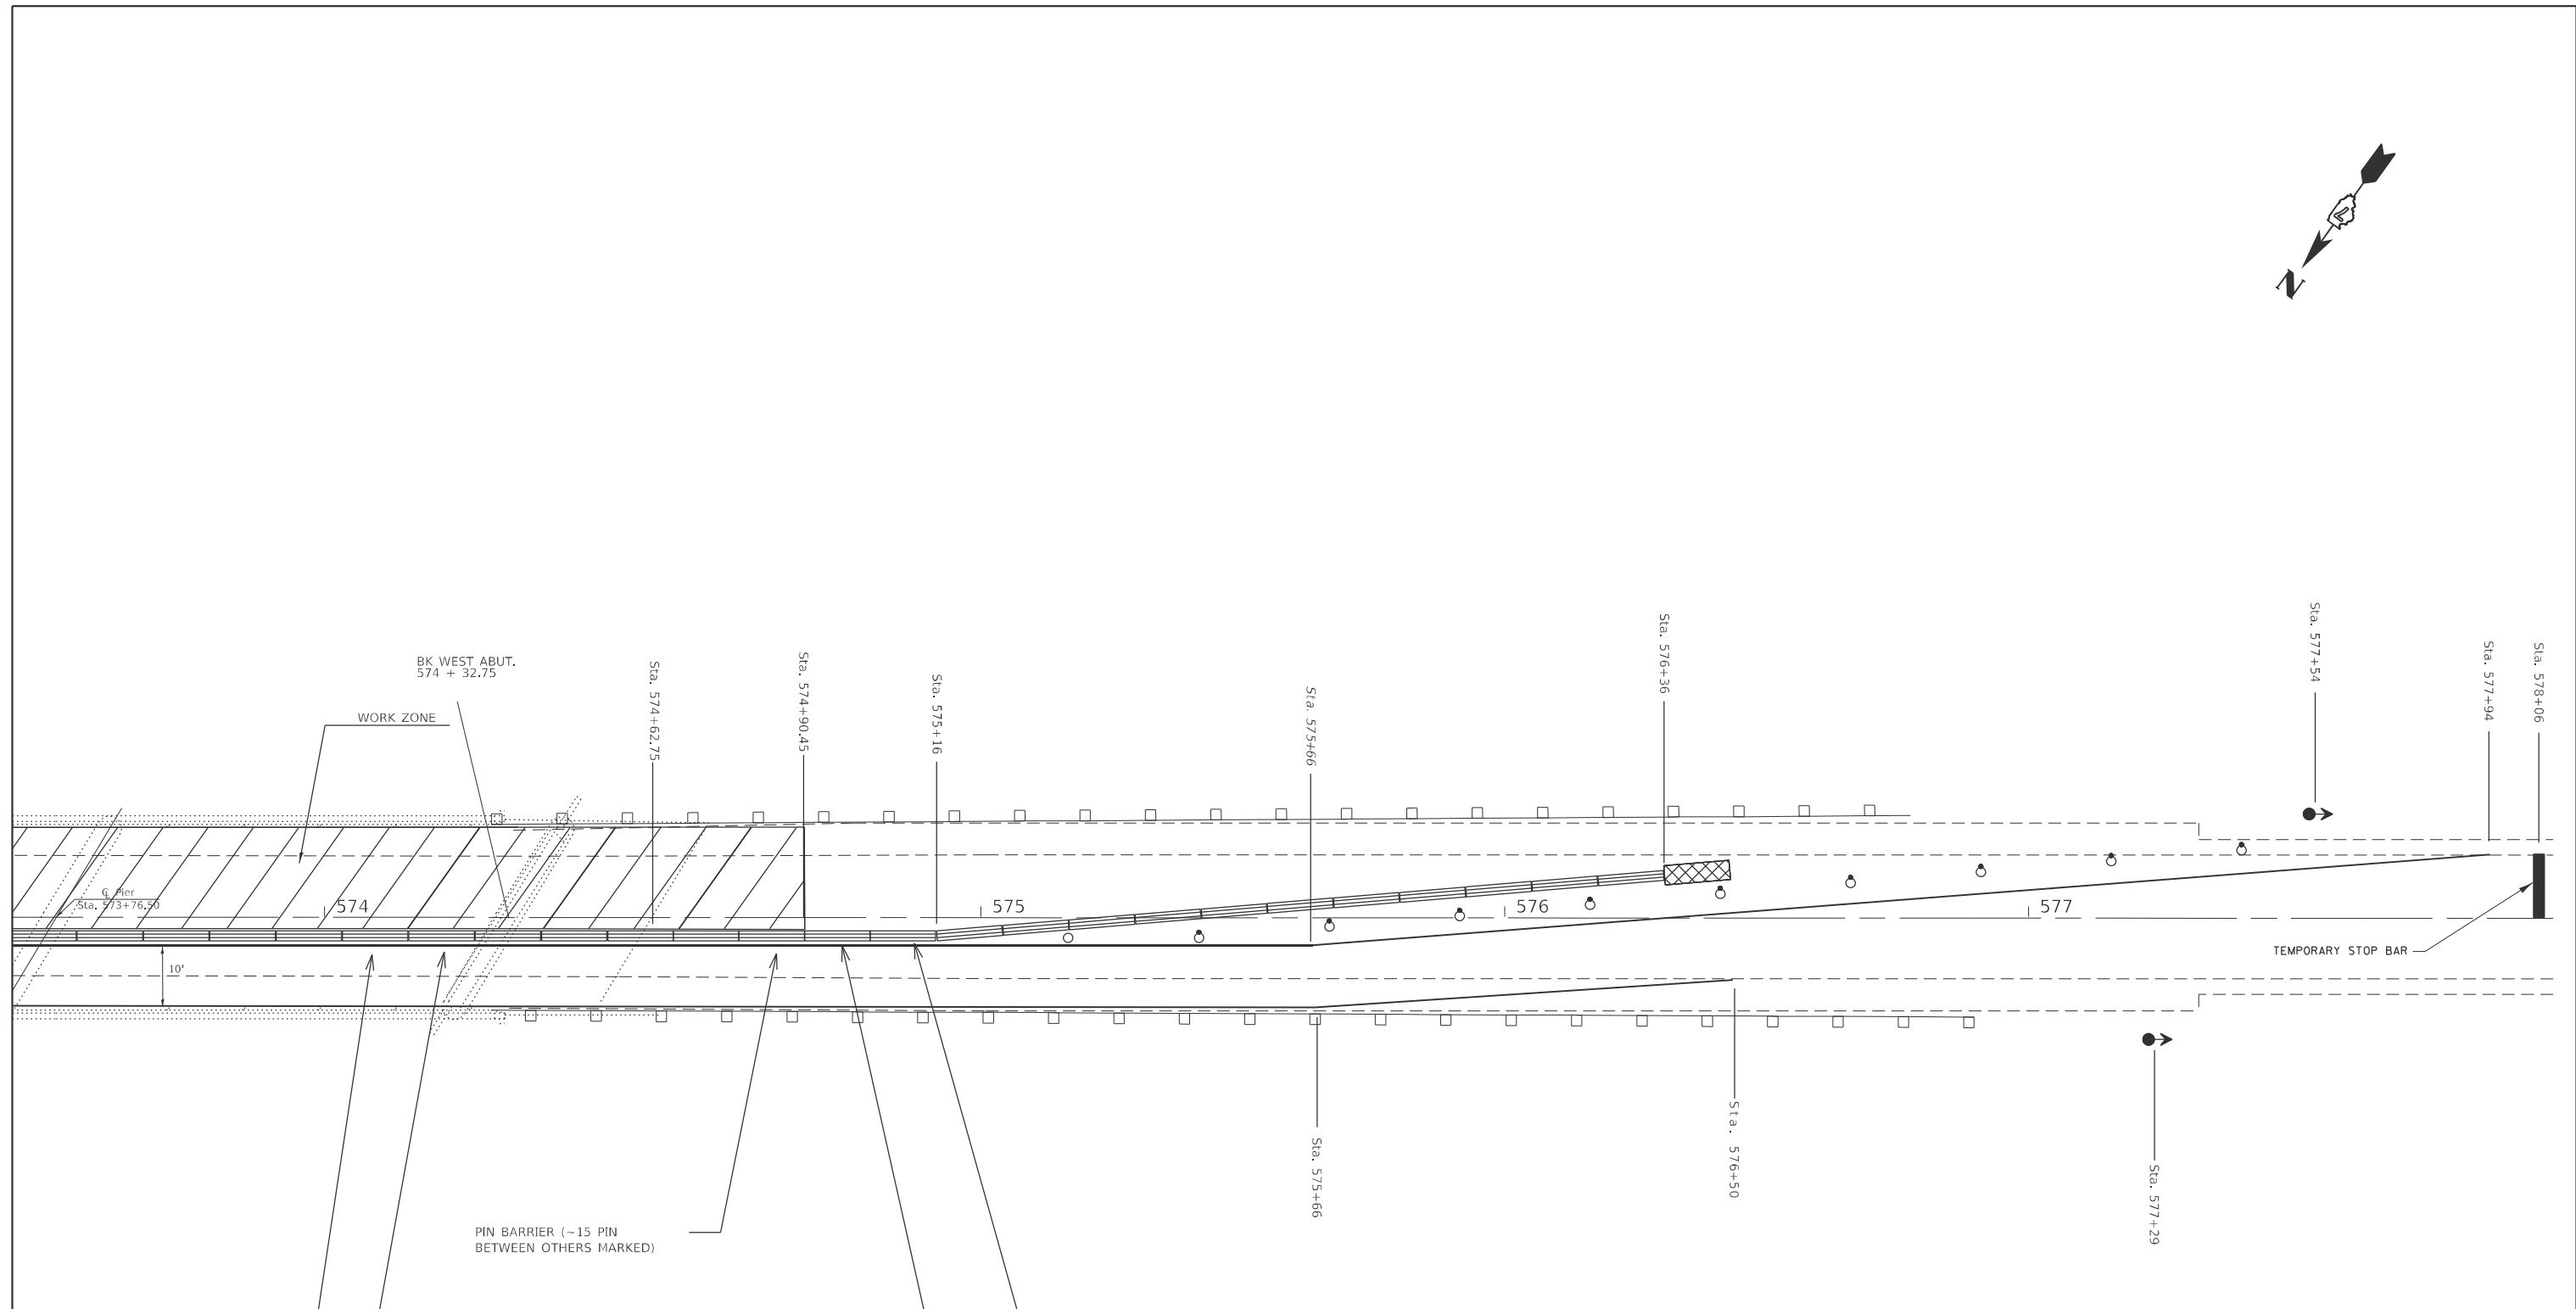 N
Sta. 577+54
Sta. 576+36
Sta. 577+94
Sta. 578+06
BK WEST ABUT.
574 + 32.75
Sta. 574+62.75
Sta. 574+90.45
Sta. 575+16
Sta. 575+66
WORK ZONE
℄ Pier
Sta. 573+76.50
574
575
576
577
TEMPORARY STOP BAR
10'
Sta. 575+66
Sta. 576+50
Sta. 577+29
PIN BARRIER (~15 PIN
BETWEEN OTHERS MARKED)